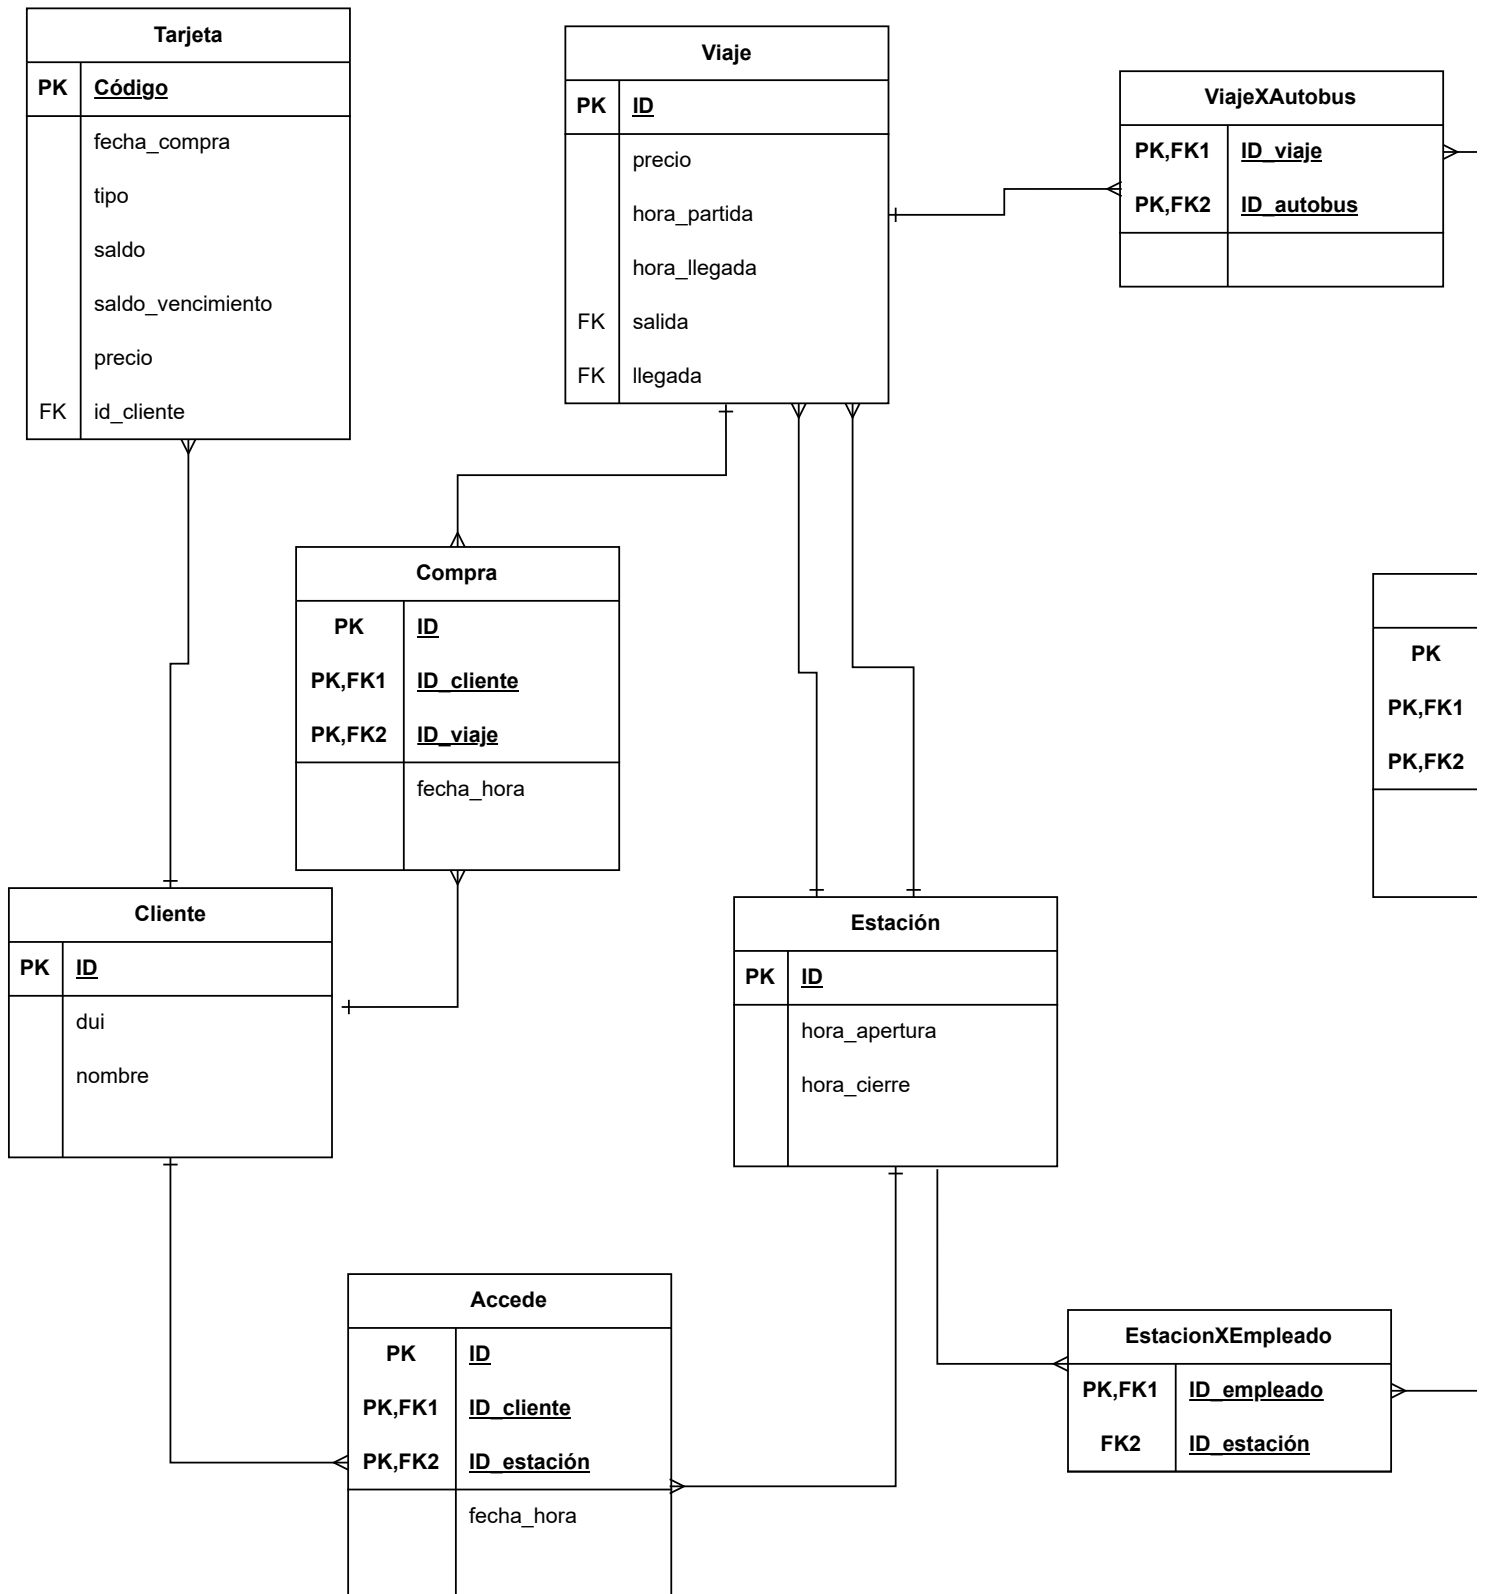 Tarjeta
PK Código
fecha_compra
tipo
saldo
saldo_vencimiento
precio
FK id_cliente
Viaje
PK ID
precio
hora_partida
hora_llegada
FK salida
FK llegada
ViajeXAutobus
PK,FK1 ID_viaje
PK,FK2 ID_autobus
Compra
PK ID
PK,FK1 ID_cliente
PK,FK2 ID_viaje
fecha_hora
PK
PK,FK1
PK,FK2
Cliente
PK ID
dui
nombre
Estación
PK ID
hora_apertura
hora_cierre
Accede
PK ID
PK,FK1 ID_cliente
PK,FK2 ID_estación
fecha_hora
EstacionXEmpleado
PK,FK1 ID_empleado
FK2 ID_estación